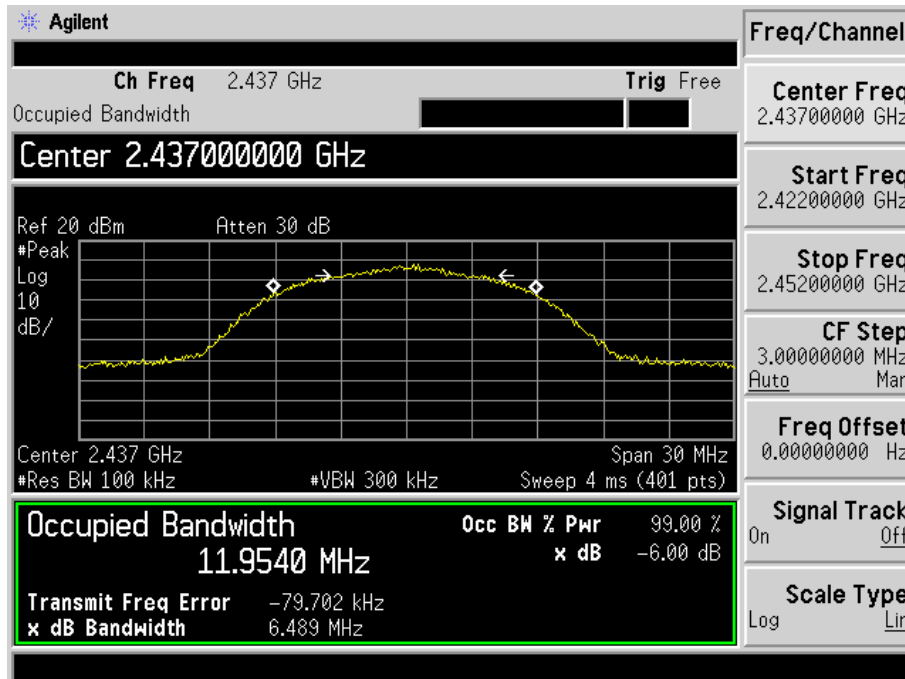 Agilent
Freq/Channel
Ch Freq 2.437 GHz Trig Free
Occupied Bandwidth
Center 2.437000000 GHz
Ref 20 dBm Atten 30 dB
#Peak
Log
10
dB/
Center 2.437 GHz Span 30 MHz
#Res BW 100 kHz #VBW 300 kHz Sweep 4 ms (401 pts)
Occupied Bandwidth
11.9540 MHz
Occ BW % Pwr 99.00 %
x dB -6.00 dB
Transmit Freq Error -79.702 kHz
x dB Bandwidth 6.489 MHz
Center Freq
2.43700000 GHz
Start Freq
2.42200000 GHz
Stop Freq
2.45200000 GHz
CF Step
3.00000000 MHz
Auto Man
Freq Offset
0.00000000 Hz
Signal Track
On Off
Scale Type
Log Lin